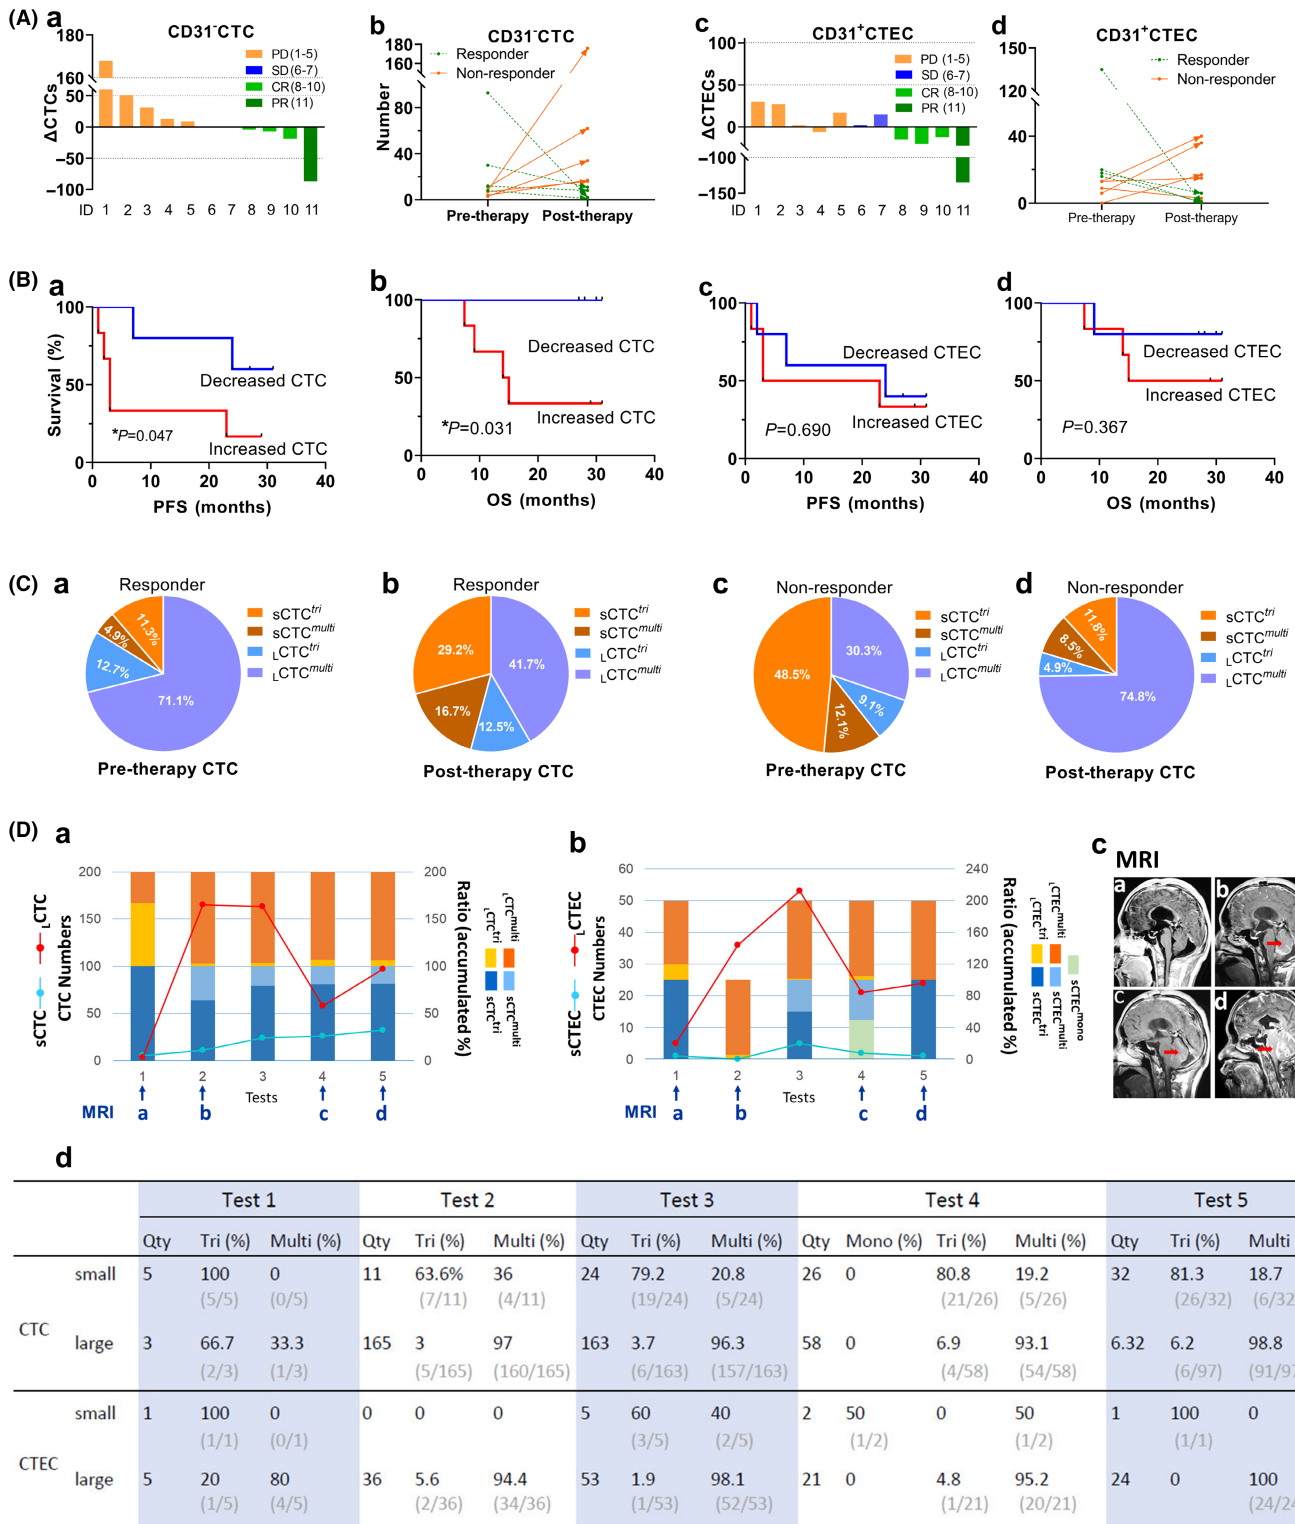 (A) a
CD31⁻CTC
180
160
50
0
−50
−100
ΔCTCs
PD(1-5)
SD(6-7)
CR(8-10)
PR(11)
ID 1 2 3 4 5 6 7 8 9 10 11
b
CD31⁻CTC
180
160
80
40
0
Number
Responder
Non-responder
Pre-therapy Post-therapy
c
CD31⁺CTEC
100
50
0
−100
−150
ΔCTECs
PD (1-5)
SD(6-7)
CR (8-10)
PR(11)
ID 1 2 3 4 5 6 7 8 9 10 11
d
CD31⁺CTEC
150
120
40
0
Responder
Non-responder
Pre-therapy Post-therapy
(B) a
100
50
0
Survival (%)
Decreased CTC
*P=0.047
Increased CTC
0 10 20 30 40
PFS (months)
b
100
50
0
Decreased CTC
Increased CTC
*P=0.031
0 10 20 30 40
OS (months)
c
100
50
0
Decreased CTEC
Increased CTEC
P=0.690
0 10 20 30 40
PFS (months)
d
100
50
0
Decreased CTEC
Increased CTEC
P=0.367
0 10 20 30 40
OS (months)
(C) a
Responder
11.3%
4.9%
12.7%
71.1%
sCTCtri
sCTCmulti
LCTCtri
LCTCmulti
Pre-therapy CTC
b
Responder
29.2%
41.7%
16.7%
12.5%
sCTCtri
sCTCmulti
LCTCtri
LCTCmulti
Post-therapy CTC
c
Non-responder
30.3%
48.5%
9.1%
12.1%
sCTCtri
sCTCmulti
LCTCtri
LCTCmulti
Pre-therapy CTC
d
Non-responder
11.8%
8.5%
4.9%
74.8%
sCTCtri
sCTCmulti
LCTCtri
LCTCmulti
Post-therapy CTC
(D) a
sCTC LCTC
CTC Numbers
200
150
100
50
0
200
150
100
50
0
Ratio (accumulated %)
LCTCtri LCTCmulti
sCTCtri sCTCmulti
1 2 3 4 5
Tests
MRI a b c d
b
sCTEC LCTEC
CTEC Numbers
60
50
40
30
20
10
0
240
200
160
120
80
40
0
Ratio (accumulated %)
LCTECtri LCTECmulti
sCTECtri sCTECmulti sCTECmono
1 2 3 4 5
Tests
MRI a b c d
c MRI
a b
c d
d
Test 1 Test 2 Test 3 Test 4 Test 5
Qty Tri (%) Multi (%) Qty Tri (%) Multi (%) Qty Tri (%) Multi (%) Qty Mono (%) Tri (%) Multi (%) Qty Tri (%) Multi
small 5 100 0 11 63.6% 36 24 79.2 20.8 26 0 80.8 19.2 32 81.3 18.7
(5/5) (0/5) (7/11) (4/11) (19/24) (5/24) (21/26) (5/26) (26/32) (6/32
CTC
large 3 66.7 33.3 165 3 97 163 3.7 96.3 58 0 6.9 93.1 6.32 6.2 98.8
(2/3) (1/3) (5/165) (160/165) (6/163) (157/163) (4/58) (54/58) (6/97) (91/97
small 1 100 0 0 0 0 5 60 40 2 50 0 50 1 100 0
(1/1) (0/1) (3/5) (2/5) (1/2) (1/2) (1/1)
CTEC
large 5 20 80 36 5.6 94.4 53 1.9 98.1 21 0 4.8 95.2 24 0 100
(1/5) (4/5) (2/36) (34/36) (1/53) (52/53) (1/21) (20/21) (24/24